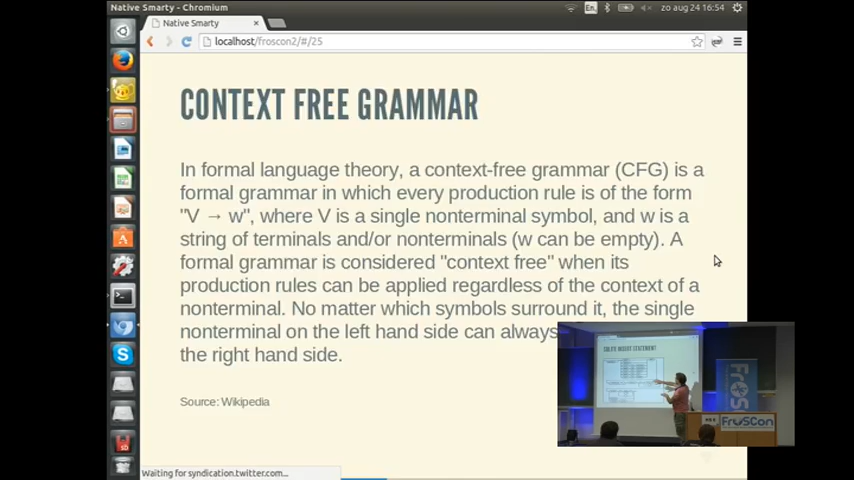 Native Smarty - Chromium
En
zo aug 24 16:54
Native Smarty
localhost/froscon2/#/25
CONTEXT FREE GRAMMAR
In formal language theory, a context-free grammar (CFG) is a
formal grammar in which every production rule is of the form
"V → w", where V is a single nonterminal symbol, and w is a
string of terminals and/or nonterminals (w can be empty). A
formal grammar is considered "context free" when its
production rules can be applied regardless of the context of a
nonterminal. No matter which symbols surround it, the single
nonterminal on the left hand side can always
the right hand side.
Source: Wikipedia
INSERT STATEMENT
FrOS
FrOSCon
Waiting for syndication.twitter.com...